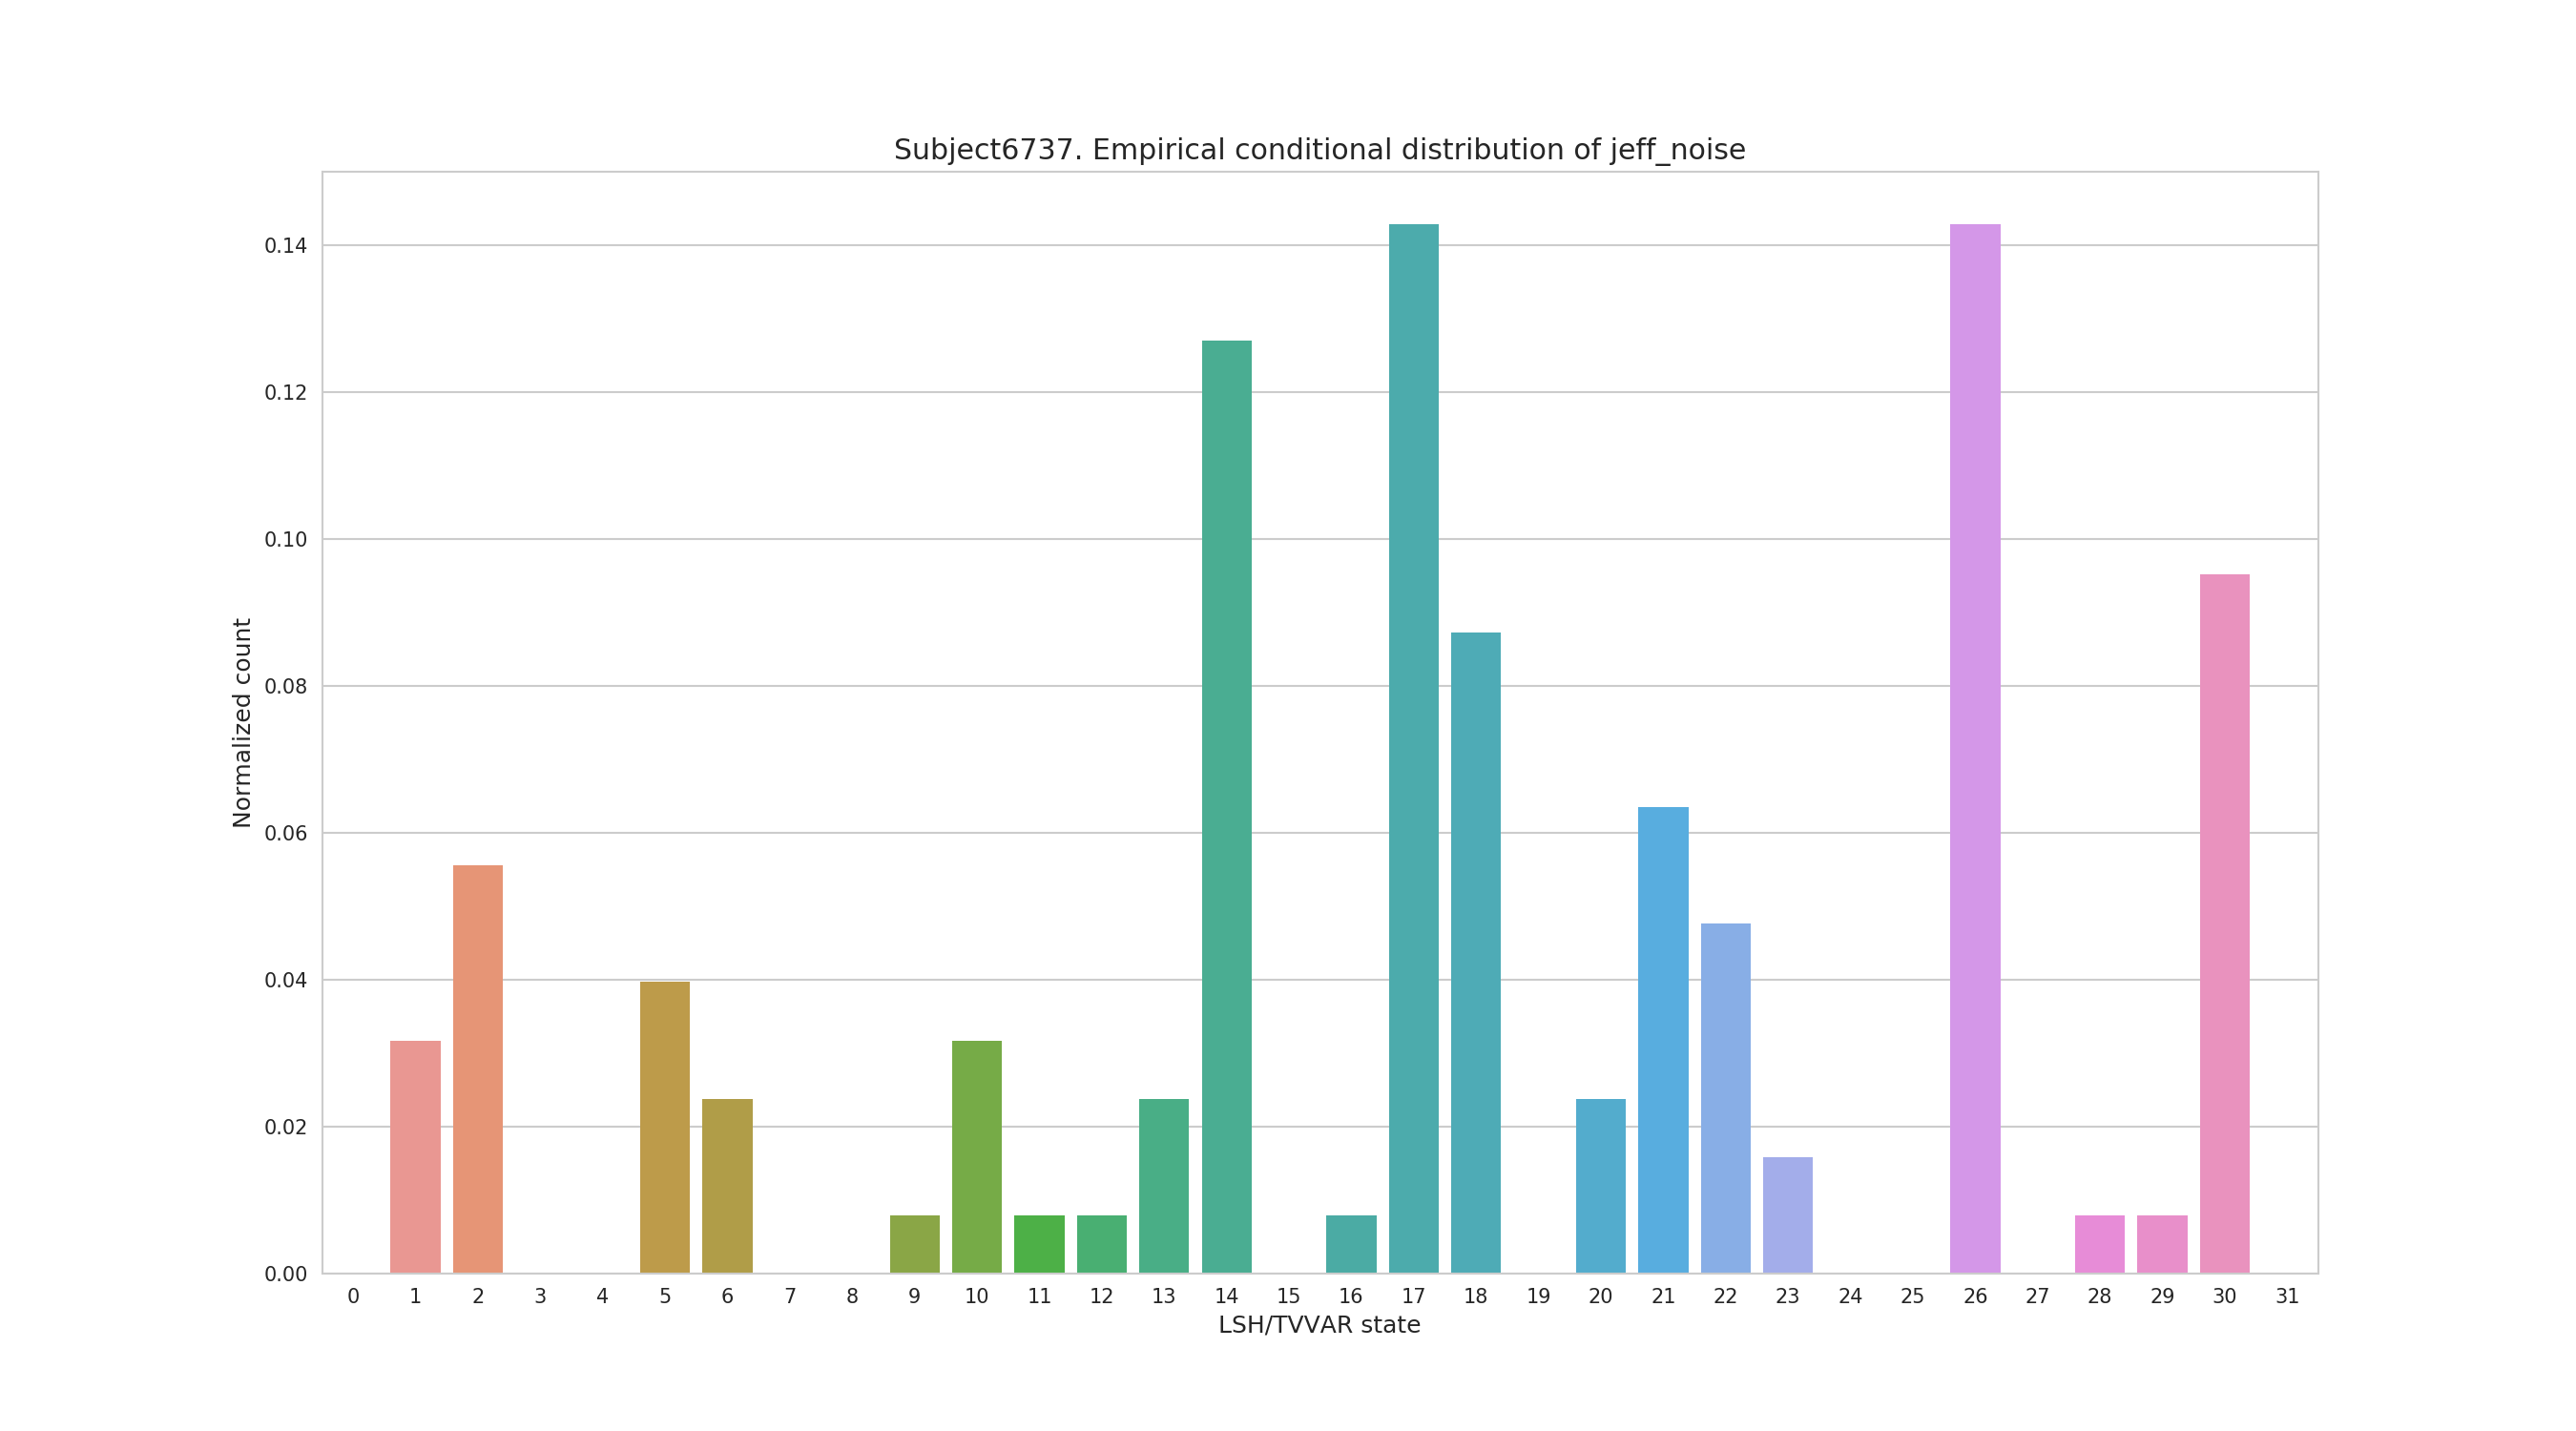 Subject6737. Empirical conditional distribution of jeff_noise
Normalized count
0.14
0.12
0.10
0.08
0.06
0.04
0.02
0.00
0 1 2 3 4 5 6 7 8 9 10 11 12 13 14 15 16 17 18 19 20 21 22 23 24 25 26 27 28 29 30 31
LSH/TVVAR state